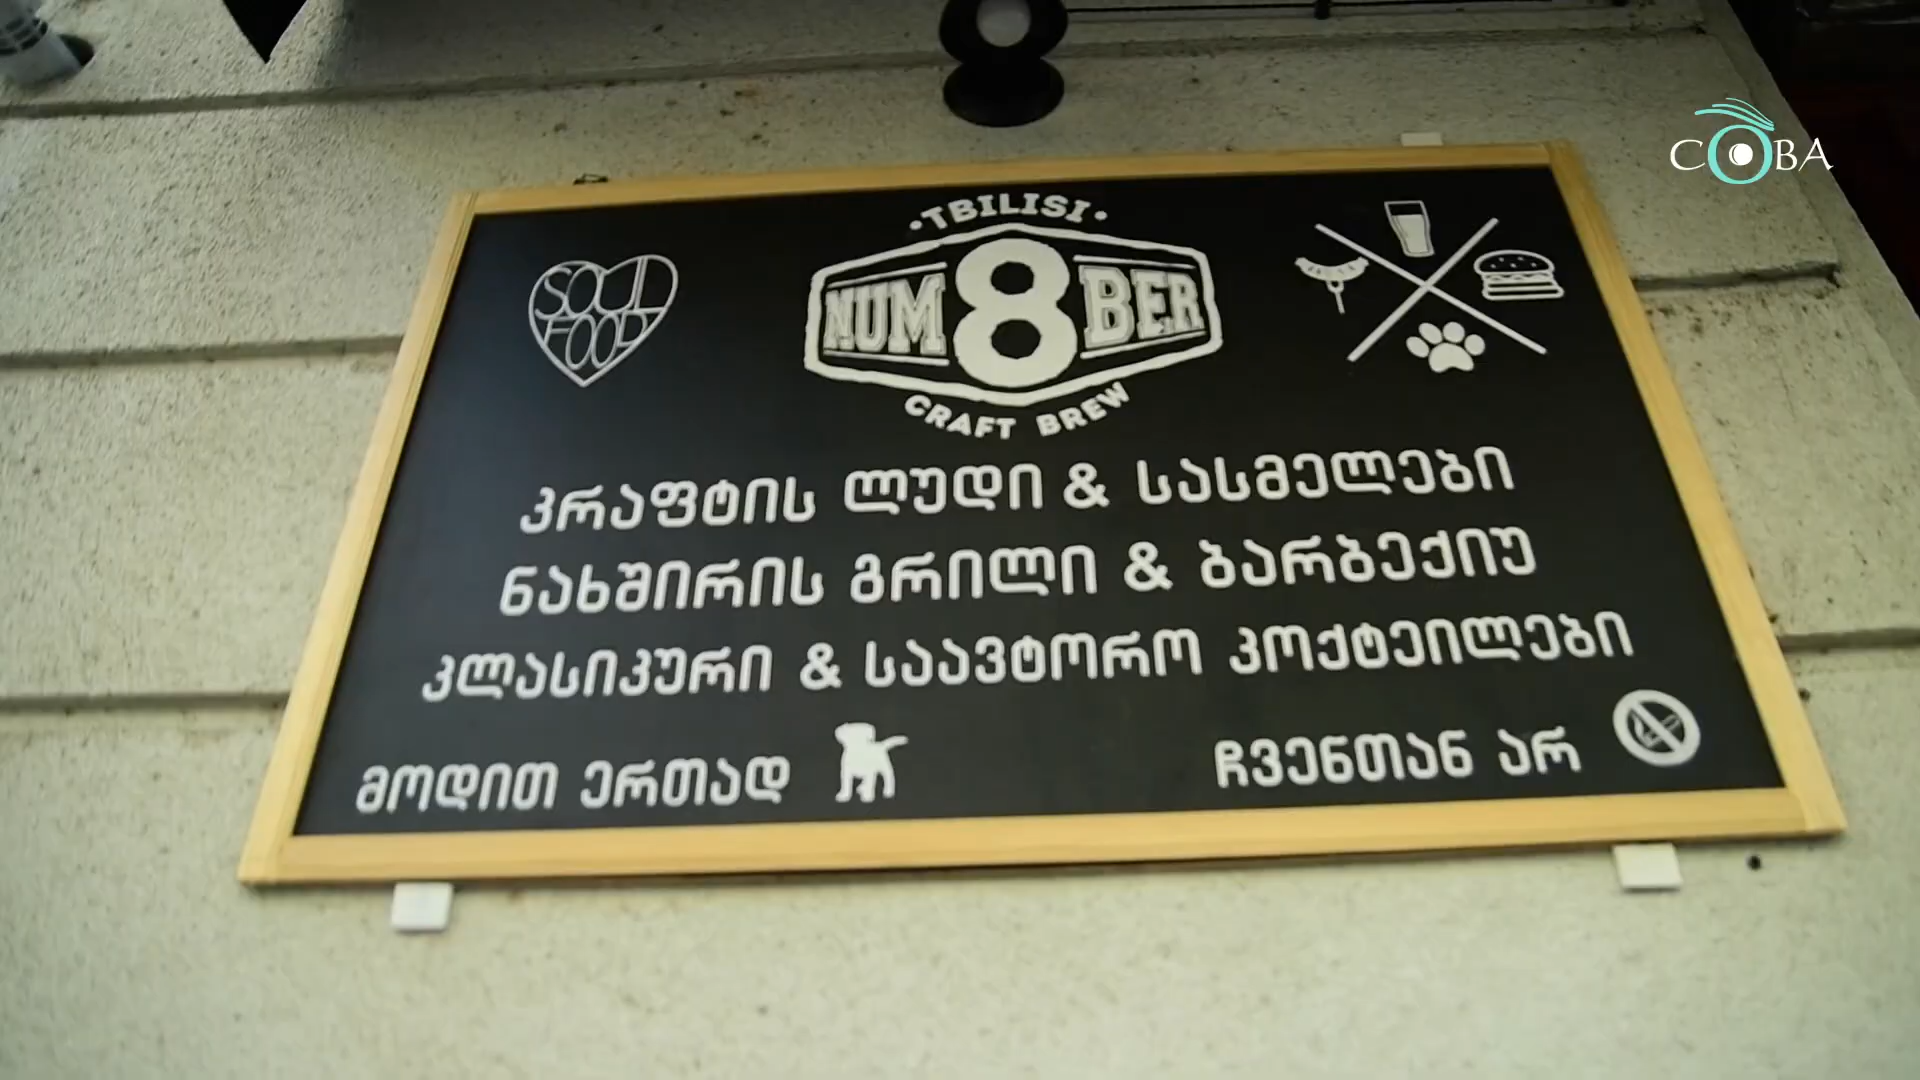 COBA
•TBILISI•
SOUL
FOOD
NUM8BER
CRAFT BREW
კრაფტის ლუდი & სასმელები
ნახშირის გრილი & ბარბექიუ
კლასიკური & საავტორო კოქტეილები
მოდით ერთად
ჩვენთან არ